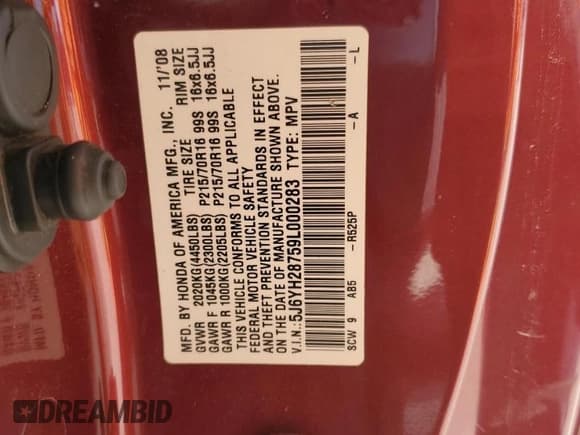 MFD. BY HONDA OF AMERICA MFG., INC. 11/'08
TIRE SIZE RIM SIZE
GVWR 2020KG(4450LBS)
GAWR F 1045KG(2300LBS) P215/70R16 99S 16x6.5JJ
GAWR R 1000KG(2205LBS) P215/70R16 99S 16x6.5JJ
THIS VEHICLE CONFORMS TO ALL APPLICABLE
FEDERAL MOTOR VEHICLE SAFETY
AND THEFT PREVENTION STANDARDS IN EFFECT
ON THE DATE OF MANUFACTURE SHOWN ABOVE.
V.I.N.:5J6YH28759L000283 TYPE: MPV
SCW 9 AB5 -R525P -A -L
DREAMBID